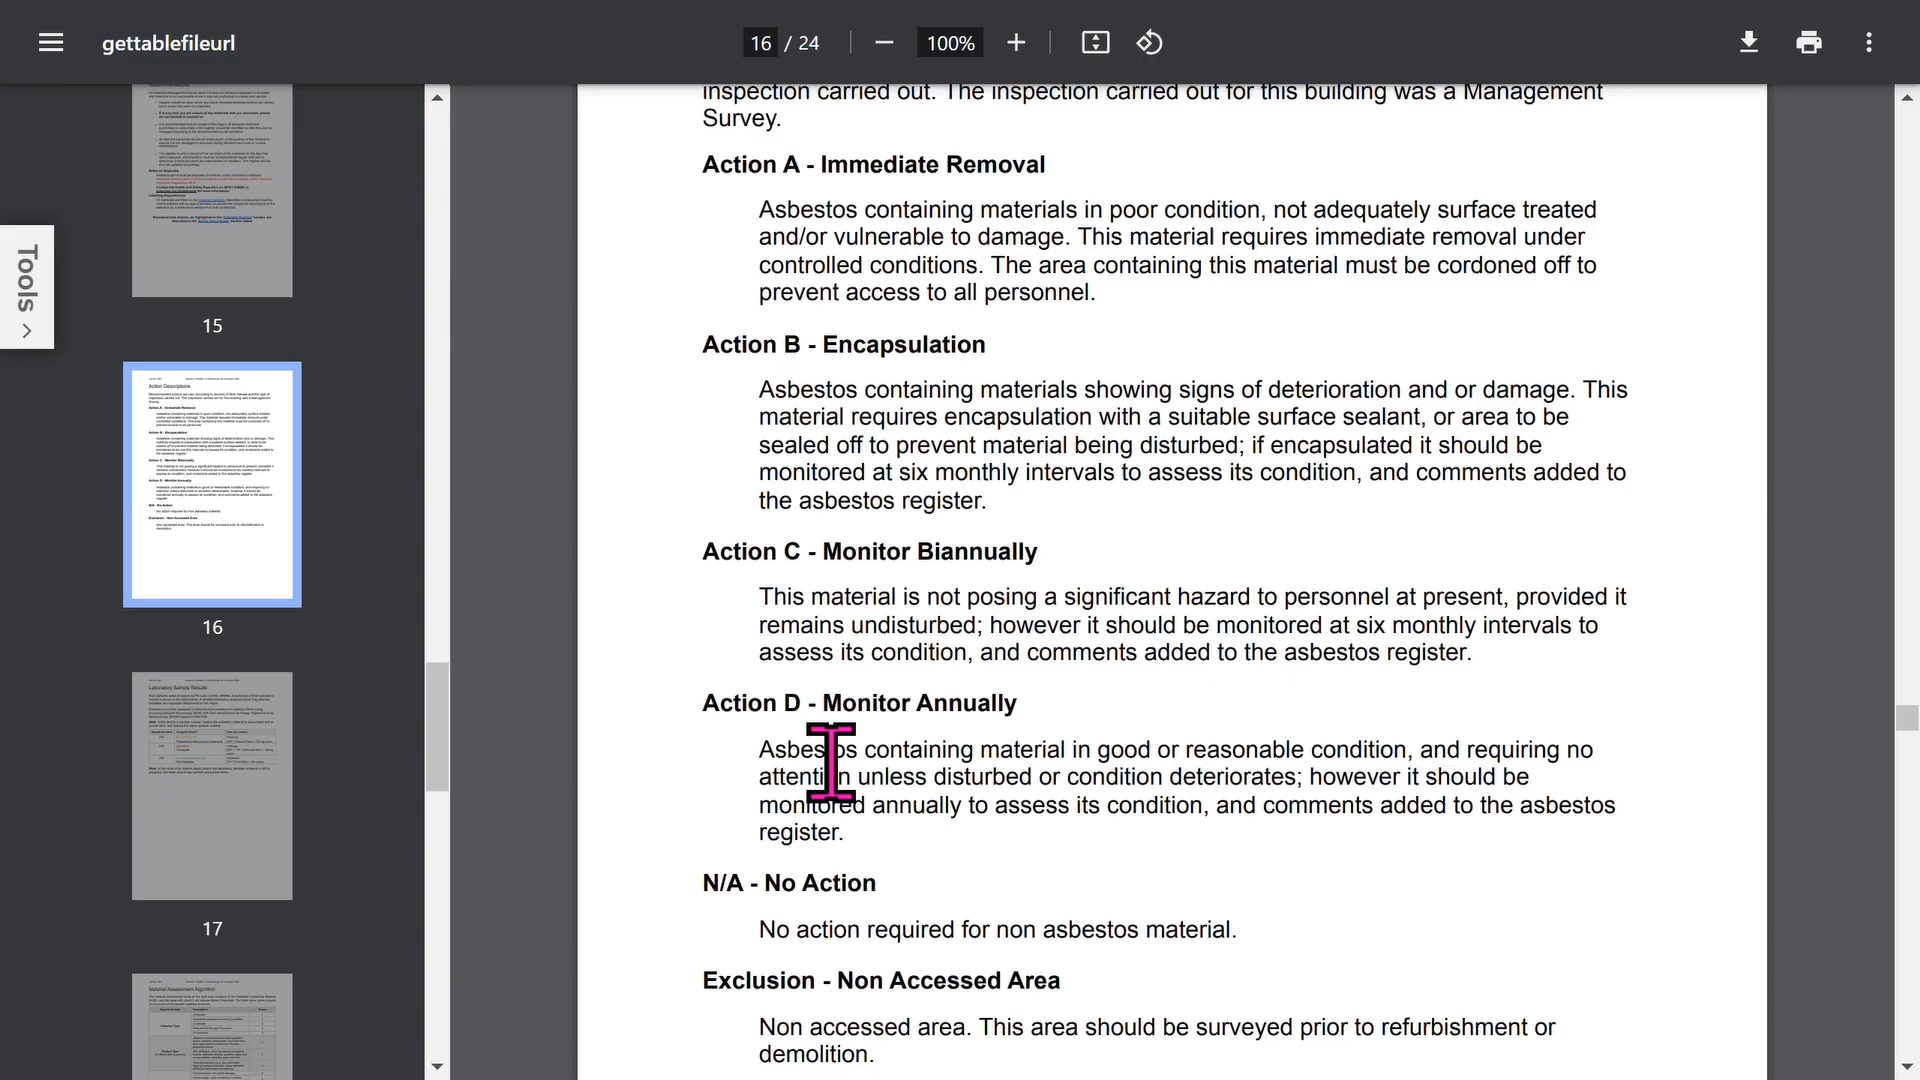 gettablefileurl
16 / 24
100%
Tools
15
16
17
inspection carried out. The inspection carried out for this building was a Management
Survey.
Action A - Immediate Removal
Asbestos containing materials in poor condition, not adequately surface treated
and/or vulnerable to damage. This material requires immediate removal under
controlled conditions. The area containing this material must be cordoned off to
prevent access to all personnel.
Action B - Encapsulation
Asbestos containing materials showing signs of deterioration and or damage. This
material requires encapsulation with a suitable surface sealant, or area to be
sealed off to prevent material being disturbed; if encapsulated it should be
monitored at six monthly intervals to assess its condition, and comments added to
the asbestos register.
Action C - Monitor Biannually
This material is not posing a significant hazard to personnel at present, provided it
remains undisturbed; however it should be monitored at six monthly intervals to
assess its condition, and comments added to the asbestos register.
Action D - Monitor Annually
Asbestos containing material in good or reasonable condition, and requiring no
attention unless disturbed or condition deteriorates; however it should be
monitored annually to assess its condition, and comments added to the asbestos
register.
N/A - No Action
No action required for non asbestos material.
Exclusion - Non Accessed Area
Non accessed area. This area should be surveyed prior to refurbishment or
demolition.